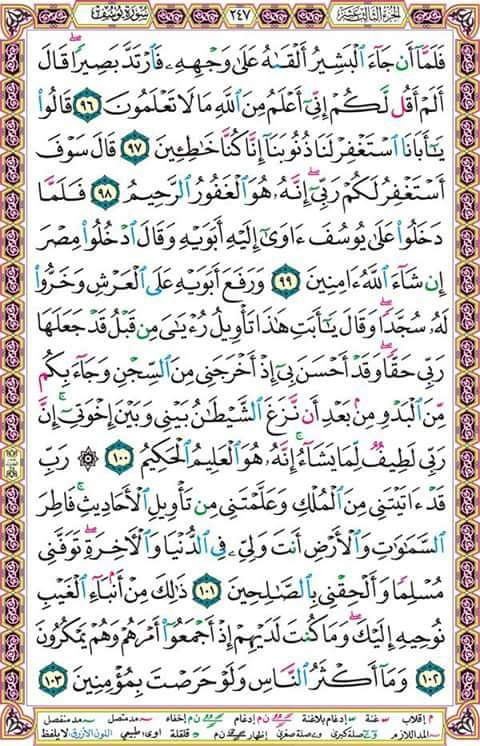 سورة يوسف ٢٤٧ الجزء الثالث عشر
فَلَمَّآ أَن جَآءَ ٱلْبَشِيرُ أَلْقَىٰهُ عَلَىٰ وَجْهِهِۦ فَٱرْتَدَّ بَصِيرًا ۖ قَالَ
أَلَمْ أَقُل لَّكُمْ إِنِّىٓ أَعْلَمُ مِنَ ٱللَّهِ مَا لَا تَعْلَمُونَ ٩٦ قَالُوا۟
يَـٰٓأَبَانَا ٱسْتَغْفِرْ لَنَا ذُنُوبَنَآ إِنَّا كُنَّا خَـٰطِـِٔينَ ٩٧ قَالَ سَوْفَ
أَسْتَغْفِرُ لَكُمْ رَبِّىٓ ۖ إِنَّهُۥ هُوَ ٱلْغَفُورُ ٱلرَّحِيمُ ٩٨ فَلَمَّا
دَخَلُوا۟ عَلَىٰ يُوسُفَ ءَاوَىٰٓ إِلَيْهِ أَبَوَيْهِ وَقَالَ ٱدْخُلُوا۟ مِصْرَ
إِن شَآءَ ٱللَّهُ ءَامِنِينَ ٩٩ وَرَفَعَ أَبَوَيْهِ عَلَى ٱلْعَرْشِ وَخَرُّوا۟
لَهُۥ سُجَّدًا ۖ وَقَالَ يَـٰٓأَبَتِ هَـٰذَا تَأْوِيلُ رُءْيَـٰىَ مِن قَبْلُ قَدْ جَعَلَهَا
رَبِّى حَقًّا ۖ وَقَدْ أَحْسَنَ بِىٓ إِذْ أَخْرَجَنِى مِنَ ٱلسِّجْنِ وَجَآءَ بِكُم
مِّنَ ٱلْبَدْوِ مِنۢ بَعْدِ أَن نَّزَغَ ٱلشَّيْطَـٰنُ بَيْنِى وَبَيْنَ إِخْوَتِىٓ ۚ إِنَّ
رَبِّى لَطِيفٌ لِّمَا يَشَآءُ ۚ إِنَّهُۥ هُوَ ٱلْعَلِيمُ ٱلْحَكِيمُ ١٠٠ ۞ رَبِّ
قَدْ ءَاتَيْتَنِى مِنَ ٱلْمُلْكِ وَعَلَّمْتَنِى مِن تَأْوِيلِ ٱلْأَحَادِيثِ ۚ فَاطِرَ
ٱلسَّمَـٰوَٰتِ وَٱلْأَرْضِ أَنتَ وَلِىِّۦ فِى ٱلدُّنْيَا وَٱلْـَٔاخِرَةِ ۖ تَوَفَّنِى
مُسْلِمًا وَأَلْحِقْنِى بِٱلصَّـٰلِحِينَ ١٠١ ذَٰلِكَ مِنْ أَنۢبَآءِ ٱلْغَيْبِ
نُوحِيهِ إِلَيْكَ ۖ وَمَا كُنتَ لَدَيْهِمْ إِذْ أَجْمَعُوٓا۟ أَمْرَهُمْ وَهُمْ يَمْكُرُونَ
١٠٢ وَمَآ أَكْثَرُ ٱلنَّاسِ وَلَوْ حَرَصْتَ بِمُؤْمِنِينَ ١٠٣
م إقلاب غنة إدغام بلاغنة ن م إدغام ن م إخفاء مد متصل مد منفصل
المد اللازم صلة كبرى صلة صغرى إظهار ن م قلقلة اوى: طبيعي اللون الأزرق لا يلفظ